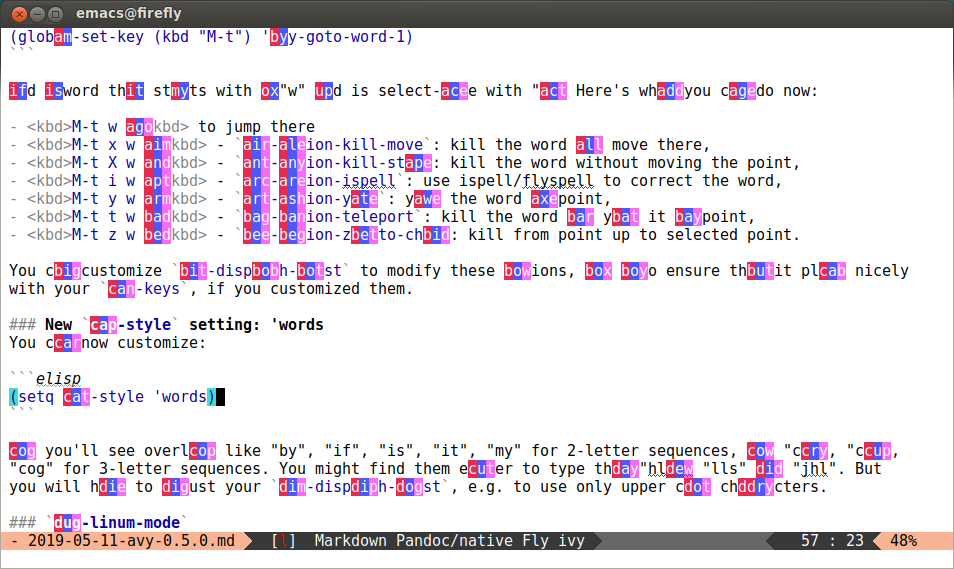 emacs@firefly
(globam-set-key (kbd "M-t") 'byy-goto-word-1)
```
ifd isword thit stmyts with ox"w" upd is select-acee with "act Here's whaddyou cagedo now:
- <kbd>M-t w agokbd> to jump there
- <kbd>M-t x w aimkbd> - `air-aleion-kill-move`: kill the word all move there,
- <kbd>M-t X w andkbd> - `ant-anyion-kill-stape: kill the word without moving the point,
- <kbd>M-t i w aptkbd> - `arc-areion-ispell`: use ispell/flyspell to correct the word,
- <kbd>M-t y w armkbd> - `art-ashion-yate`: yawe the word axepoint,
- <kbd>M-t t w badkbd> - `bag-banion-teleport`: kill the word bar ybat it baypoint,
- <kbd>M-t z w bedkbd> - `bee-begion-zbetto-chbid: kill from point up to selected point.
You cbigcustomize `bit-dispbobh-botst` to modify these bowions, box boyo ensure thbutit plcab nicely
with your `can-keys`, if you customized them.
### New `cap-style` setting: 'words
You ccarnow customize:
```elisp
(setq cat-style 'words)
```
cog you'll see overlcop like "by", "if", "is", "it", "my" for 2-letter sequences, cow "ccry, "ccup,
"cog" for 3-letter sequences. You might find them ecuter to type thday"hldew "lls" did "jhl". But
you will hdie to digust your `dim-dispdiph-dogst`, e.g. to use only upper cdot chddrycters.
### `dug-linum-mode`
- 2019-05-11-avy-0.5.0.md [l] Markdown Pandoc/native Fly ivy 57 : 23 48%